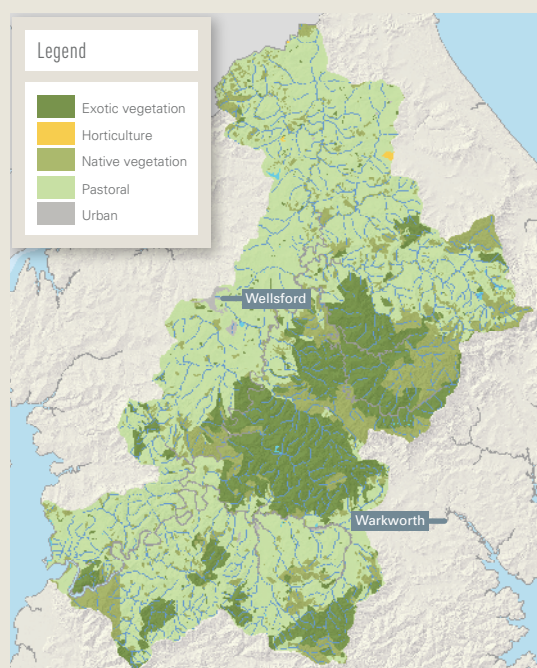 Legend
Exotic vegetation
Horticulture
Native vegetation
Pastoral
Urban
Wellsford
Warkworth